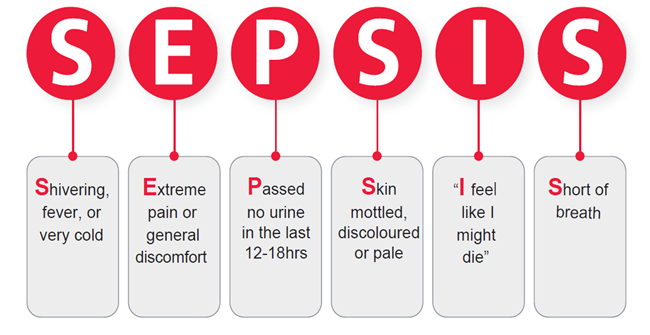 S E P S I S
Shivering,
fever, or
very cold
Extreme
pain or
general
discomfort
Passed
no urine
in the last
12-18hrs
Skin
mottled,
discoloured
or pale
“I feel
like I
might
die”
Short of
breath